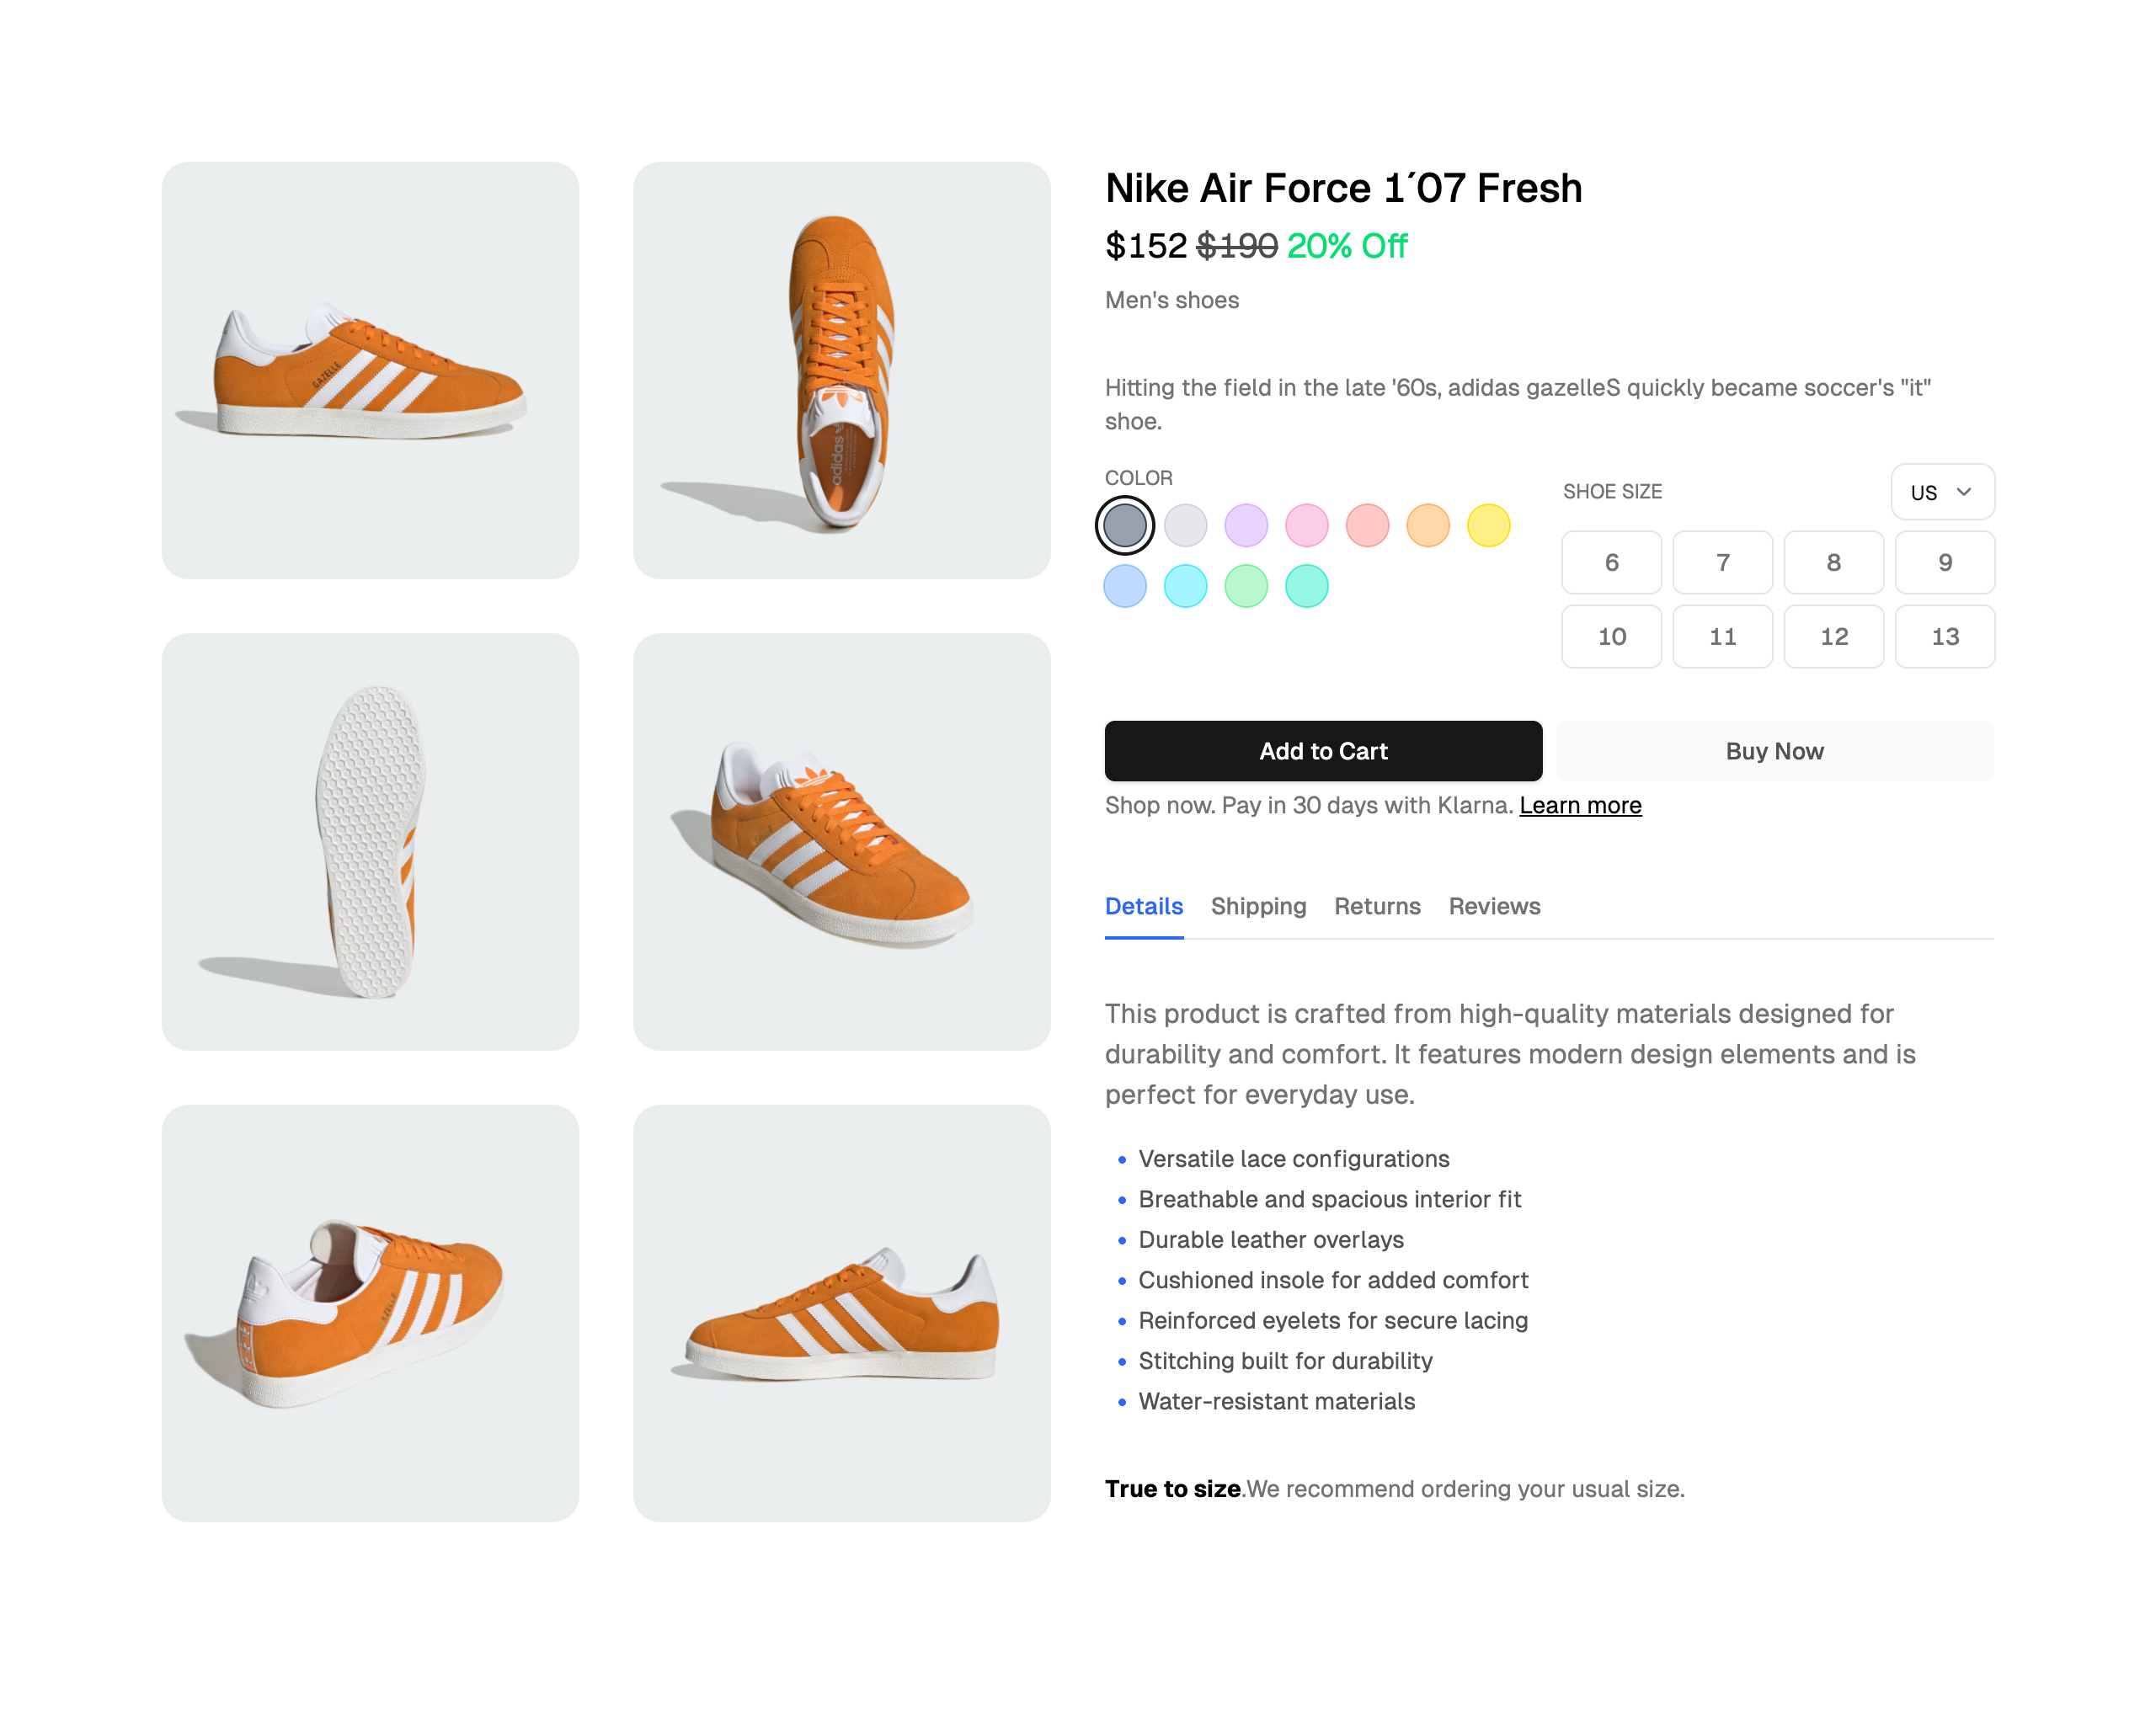 GAZELLE
adidas
Nike Air Force 1´07 Fresh
$152 $190 20% Off
Men's shoes
Hitting the field in the late '60s, adidas gazelleS quickly became soccer's "it"
shoe.
COLOR
SHOE SIZE
US
6 7 8 9
10 11 12 13
Add to Cart
Buy Now
Shop now. Pay in 30 days with Klarna. Learn more
Details Shipping Returns Reviews
This product is crafted from high-quality materials designed for
durability and comfort. It features modern design elements and is
perfect for everyday use.
Versatile lace configurations
Breathable and spacious interior fit
Durable leather overlays
Cushioned insole for added comfort
Reinforced eyelets for secure lacing
Stitching built for durability
Water-resistant materials
True to size.We recommend ordering your usual size.